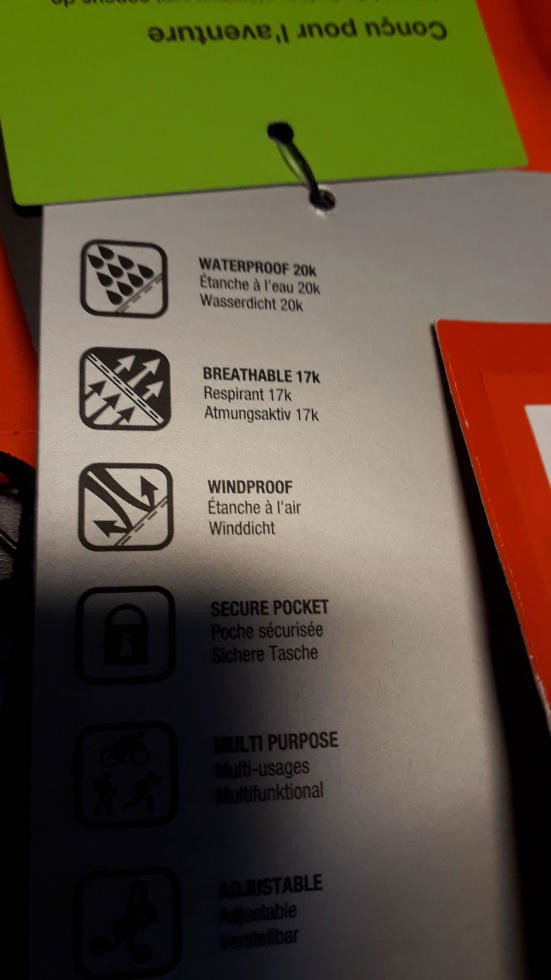 Conçu pour l'aventure
WATERPROOF 20k
Étanche à l'eau 20k
Wasserdicht 20k
BREATHABLE 17k
Respirant 17k
Atmungsaktiv 17k
WINDPROOF
Étanche à l'air
Winddicht
SECURE POCKET
Poche sécurisée
Sichere Tasche
MULTI PURPOSE
Multi-usages
Multifunktional
ADJUSTABLE
Adjustable
Verstellbar